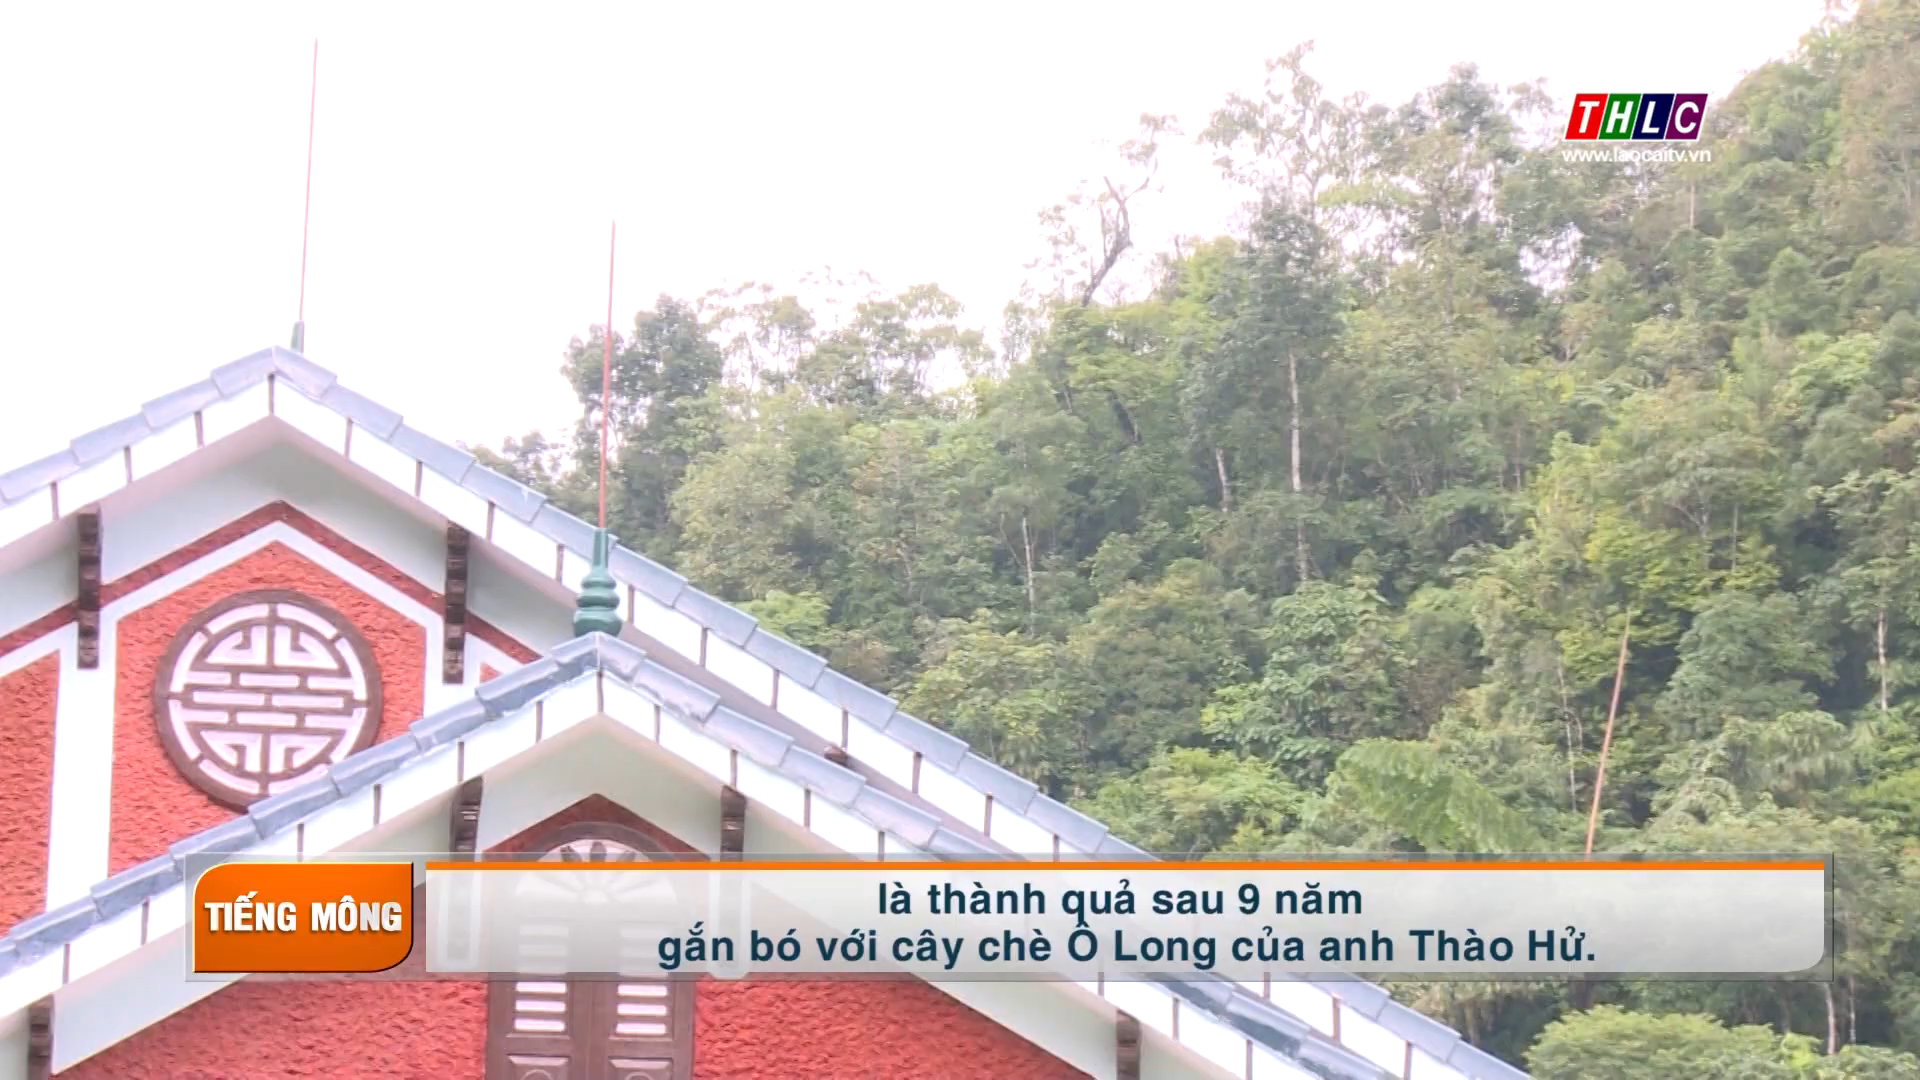 THLC
www.laocaitv.vn
TIẾNG MÔNG
là thành quả sau 9 năm
gắn bó với cây chè Ô Long của anh Thào Hử.